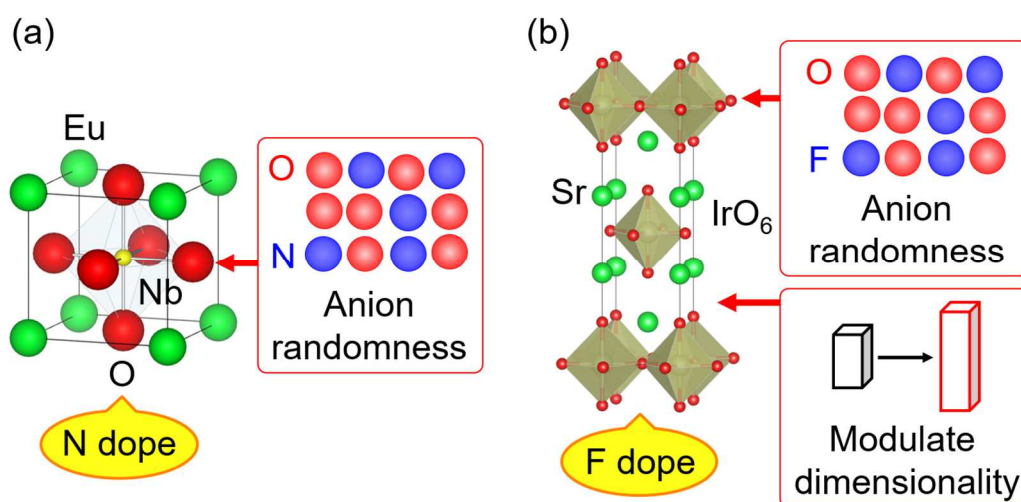 (a)
Eu
Nb
O
N dope
O
N
Anion
randomness
(b)
Sr
IrO₆
F dope
O
F
Anion
randomness
Modulate
dimensionality